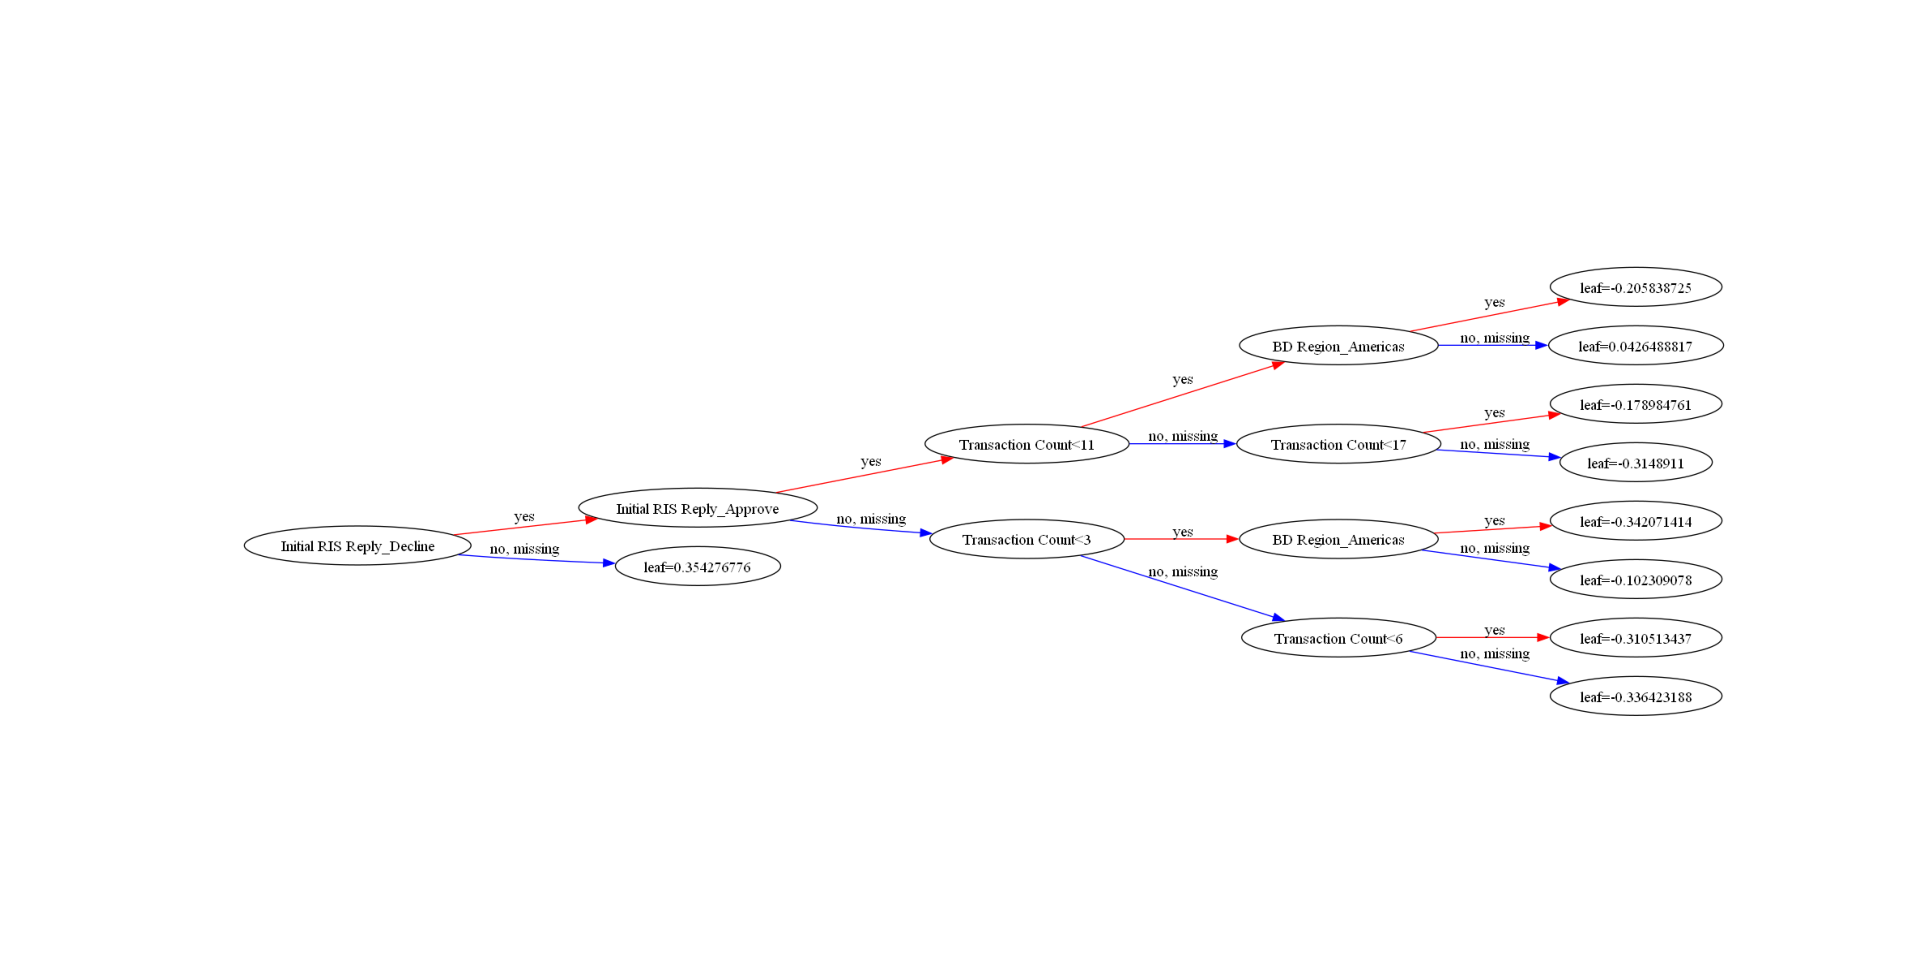 Initial RIS Reply_Decline
yes
no, missing
Initial RIS Reply_Approve
leaf=0.354276776
yes
no, missing
Transaction Count<11
Transaction Count<3
yes
no, missing
yes
no, missing
BD Region_Americas
Transaction Count<17
BD Region_Americas
Transaction Count<6
yes
no, missing
yes
no, missing
yes
no, missing
yes
no, missing
leaf=-0.205838725
leaf=0.0426488817
leaf=-0.178984761
leaf=-0.3148911
leaf=-0.342071414
leaf=-0.102309078
leaf=-0.310513437
leaf=-0.336423188